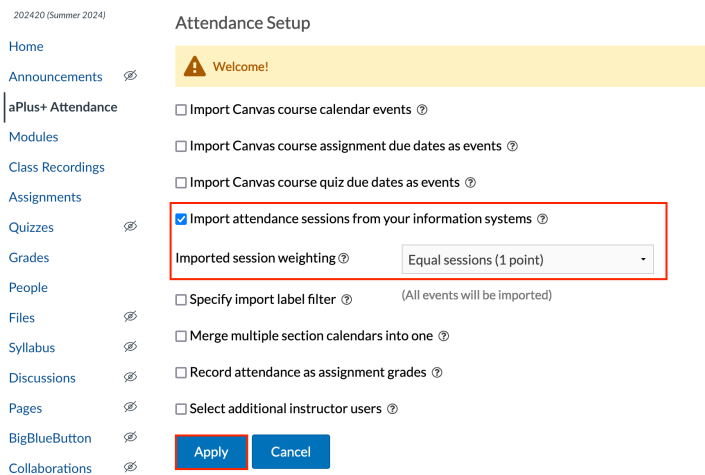 202420 (Summer 2024)
Home
Announcements
aPlus+ Attendance
Modules
Class Recordings
Assignments
Quizzes
Grades
People
Files
Syllabus
Discussions
Pages
BigBlueButton
Collaborations
Attendance Setup
Welcome!
Import Canvas course calendar events
Import Canvas course assignment due dates as events
Import Canvas course quiz due dates as events
Import attendance sessions from your information systems
Imported session weighting Equal sessions (1 point)
Specify import label filter (All events will be imported)
Merge multiple section calendars into one
Record attendance as assignment grades
Select additional instructor users
Apply Cancel